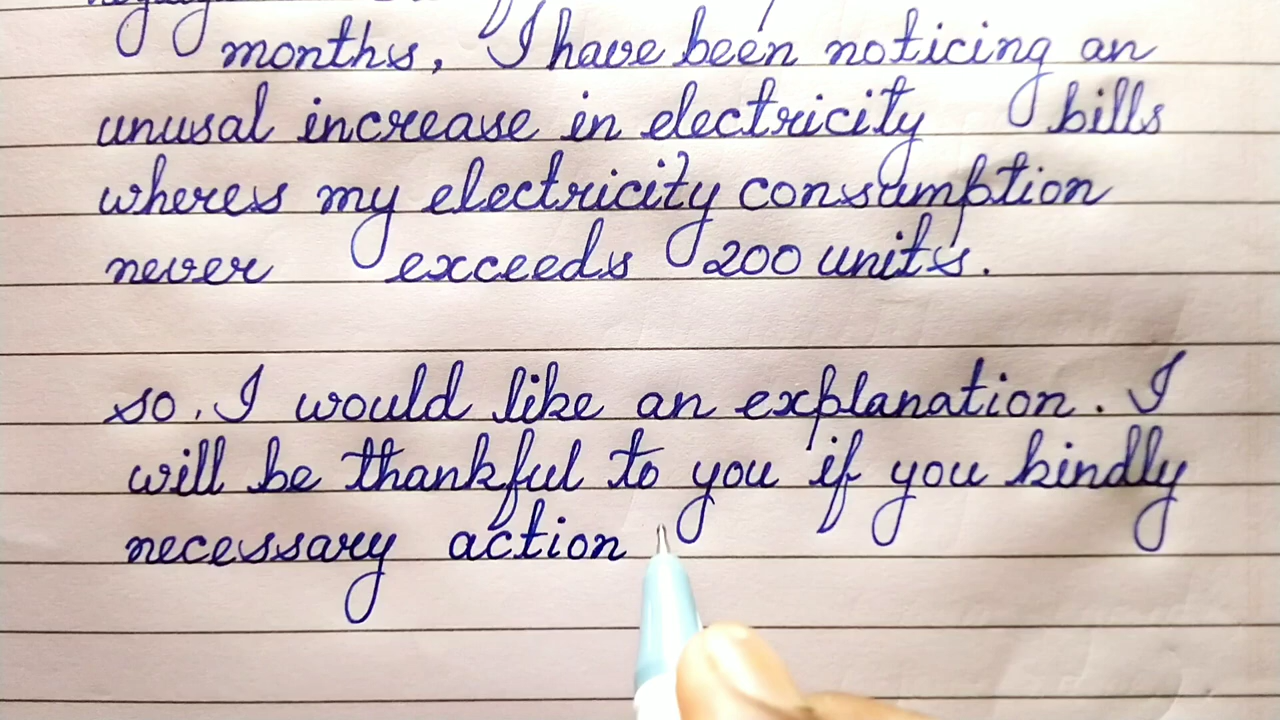 months, I have been noticing an
unusal increase in electricity bills
wheres my electricity consumption
never exceeds 200 units.
so, I would like an explanation. I
will be thankful to you if you kindly
necessary action